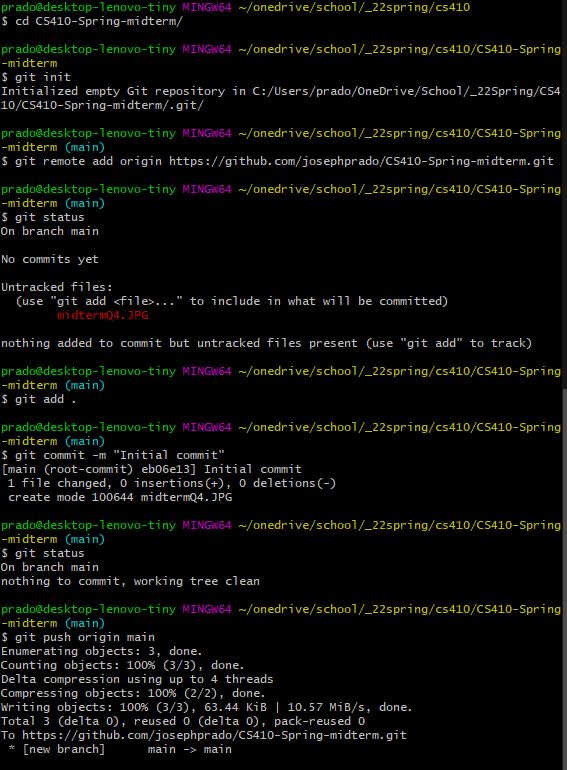 prado@desktop-lenovo-tiny MINGW64 ~/onedrive/school/_22spring/cs410
$ cd CS410-Spring-midterm/
prado@desktop-lenovo-tiny MINGW64 ~/onedrive/school/_22spring/cs410/CS410-Spring
-midterm
$ git init
Initialized empty Git repository in C:/Users/prado/OneDrive/School/_22Spring/CS4
10/CS410-Spring-midterm/.git/
prado@desktop-lenovo-tiny MINGW64 ~/onedrive/school/_22spring/cs410/CS410-Spring
-midterm (main)
$ git remote add origin https://github.com/josephprado/CS410-Spring-midterm.git
prado@desktop-lenovo-tiny MINGW64 ~/onedrive/school/_22spring/cs410/CS410-Spring
-midterm (main)
$ git status
On branch main
No commits yet
Untracked files:
  (use "git add <file>..." to include in what will be committed)
        midtermQ4.JPG
nothing added to commit but untracked files present (use "git add" to track)
prado@desktop-lenovo-tiny MINGW64 ~/onedrive/school/_22spring/cs410/CS410-Spring
-midterm (main)
$ git add .
prado@desktop-lenovo-tiny MINGW64 ~/onedrive/school/_22spring/cs410/CS410-Spring
-midterm (main)
$ git commit -m "Initial commit"
[main (root-commit) eb06e13] Initial commit
 1 file changed, 0 insertions(+), 0 deletions(-)
 create mode 100644 midtermQ4.JPG
prado@desktop-lenovo-tiny MINGW64 ~/onedrive/school/_22spring/cs410/CS410-Spring
-midterm (main)
$ git status
On branch main
nothing to commit, working tree clean
prado@desktop-lenovo-tiny MINGW64 ~/onedrive/school/_22spring/cs410/CS410-Spring
-midterm (main)
$ git push origin main
Enumerating objects: 3, done.
Counting objects: 100% (3/3), done.
Delta compression using up to 4 threads
Compressing objects: 100% (2/2), done.
Writing objects: 100% (3/3), 63.44 KiB | 10.57 MiB/s, done.
Total 3 (delta 0), reused 0 (delta 0), pack-reused 0
To https://github.com/josephprado/CS410-Spring-midterm.git
 * [new branch]      main -> main